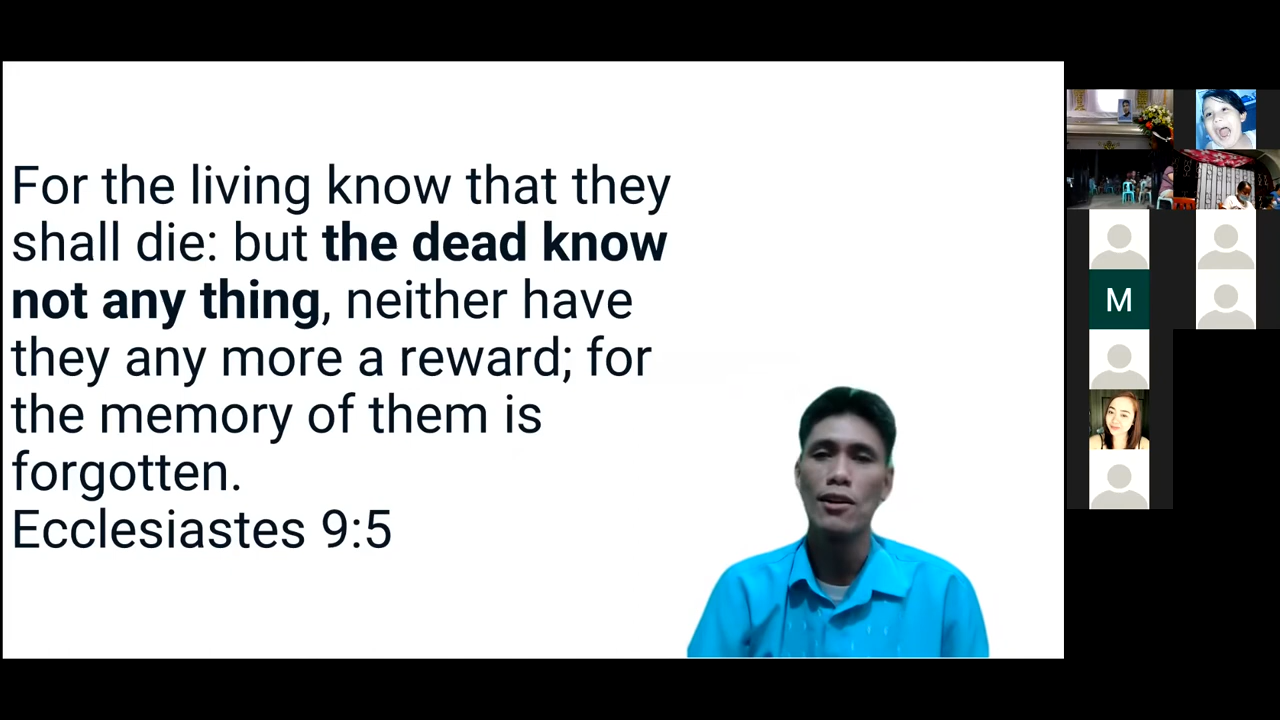 For the living know that they
shall die: but the dead know
not any thing, neither have
they any more a reward; for
the memory of them is
forgotten.
Ecclesiastes 9:5
M